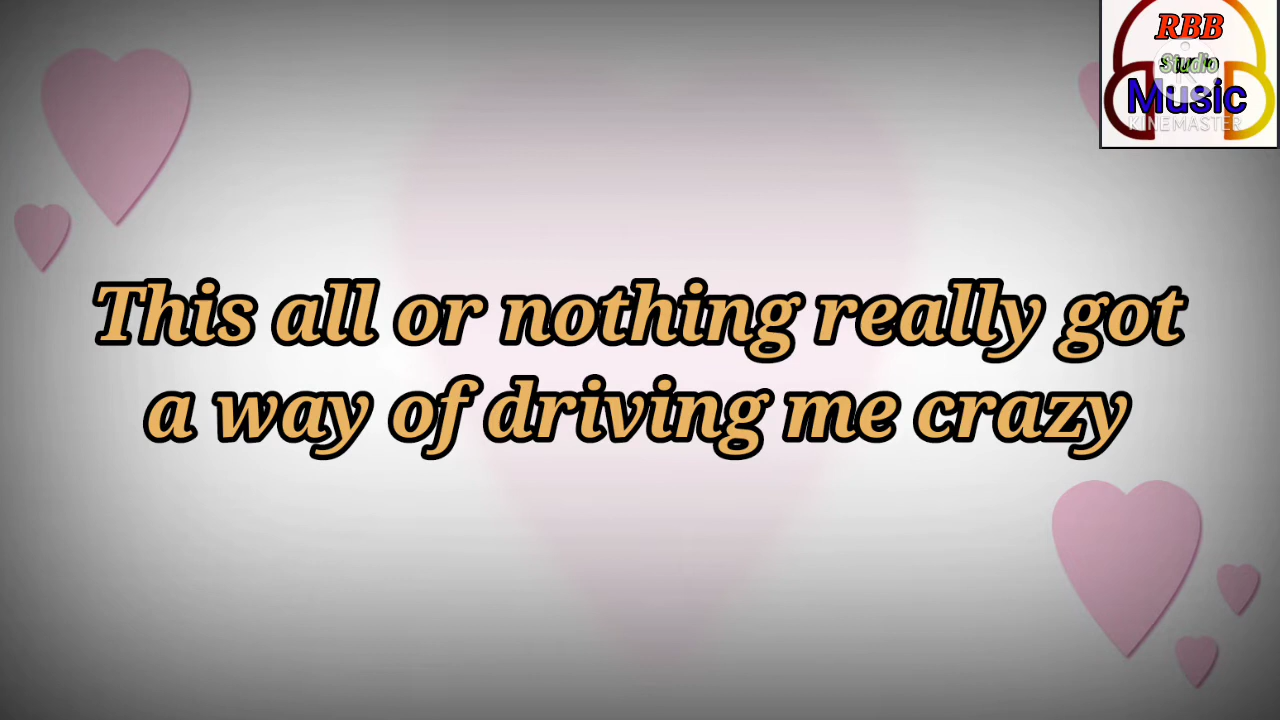 RBB
Studio
Music
KINEMASTER
This all or nothing really got
a way of driving me crazy